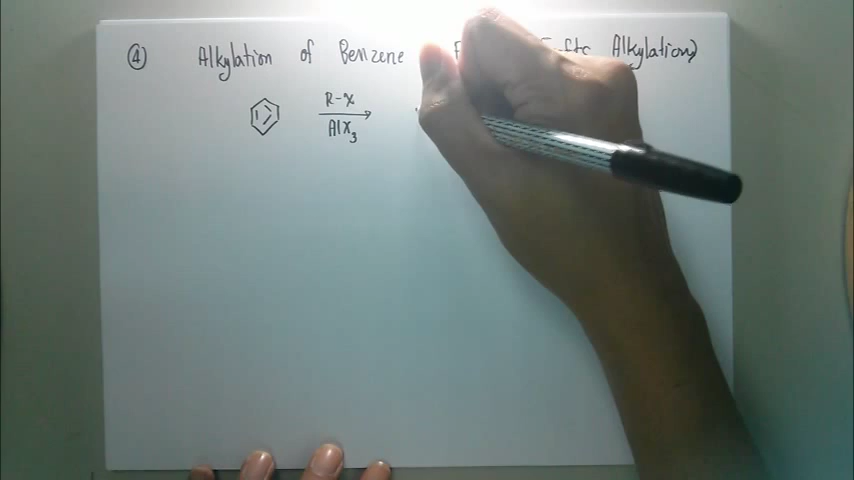 ④ Alkylation of Benzene Alkylation)
R-X
AlX₃